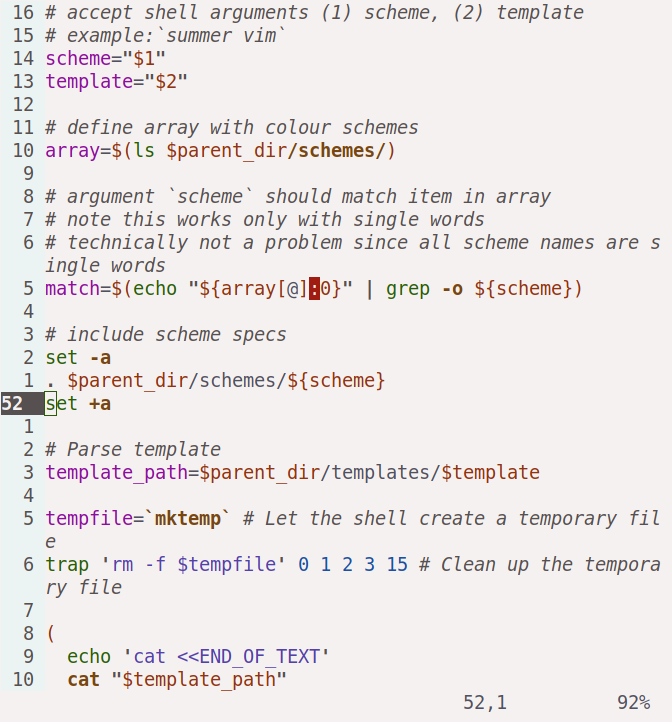 16 # accept shell arguments (1) scheme, (2) template
15 # example:`summer vim`
14 scheme="$1"
13 template="$2"
12
11 # define array with colour schemes
10 array=$(ls $parent_dir/schemes/)
9
8 # argument `scheme` should match item in array
7 # note this works only with single words
6 # technically not a problem since all scheme names are s
ingle words
5 match=$(echo "${array[@]:0}" | grep -o ${scheme})
4
3 # include scheme specs
2 set -a
1 . $parent_dir/schemes/${scheme}
52 set +a
1
2 # Parse template
3 template_path=$parent_dir/templates/$template
4
5 tempfile=`mktemp` # Let the shell create a temporary fil
e
6 trap 'rm -f $tempfile' 0 1 2 3 15 # Clean up the tempora
ry file
7
8 (
9   echo 'cat <<END_OF_TEXT'
10   cat "$template_path"
52,1 92%